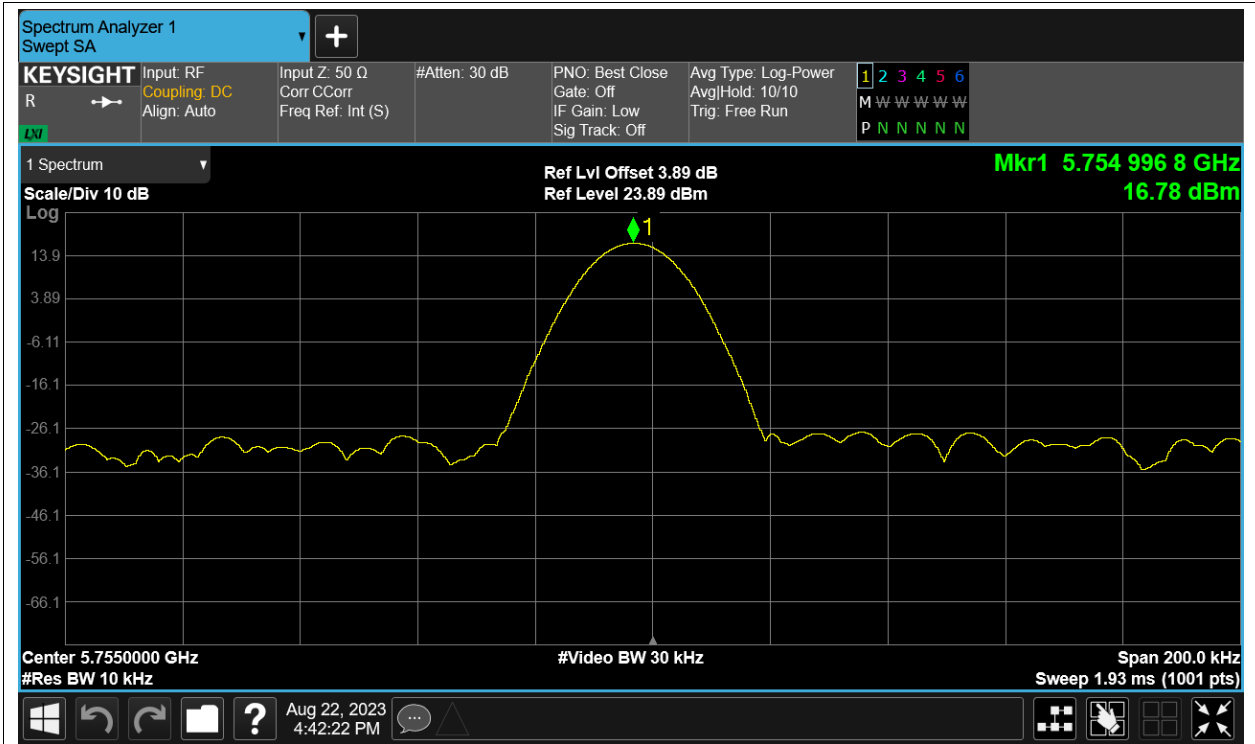 Spectrum Analyzer 1
Swept SA
KEYSIGHT
R
LXI
Input: RF
Coupling: DC
Align: Auto
Input Z: 50 Ω
Corr CCorr
Freq Ref: Int (S)
#Atten: 30 dB
PNO: Best Close
Gate: Off
IF Gain: Low
Sig Track: Off
Avg Type: Log-Power
Avg|Hold: 10/10
Trig: Free Run
1 2 3 4 5 6
M W W W W W
P N N N N N
1 Spectrum
Scale/Div 10 dB
Log
Ref Lvl Offset 3.89 dB
Ref Level 23.89 dBm
Mkr1 5.754 996 8 GHz
16.78 dBm
1
13.9
3.89
-6.11
-16.1
-26.1
-36.1
-46.1
-56.1
-66.1
Center 5.7550000 GHz
#Res BW 10 kHz
#Video BW 30 kHz
Span 200.0 kHz
Sweep 1.93 ms (1001 pts)
?
Aug 22, 2023
4:42:22 PM